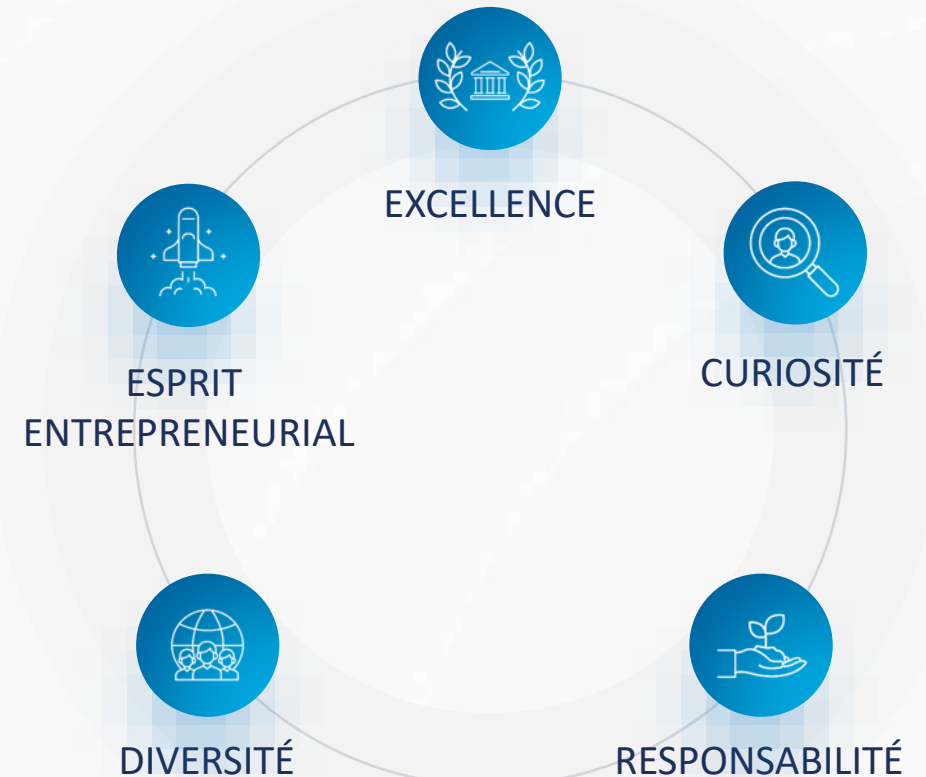 EXCELLENCE
CURIOSITÉ
ESPRIT
ENTREPRENEURIAL
DIVERSITÉ
RESPONSABILITÉ